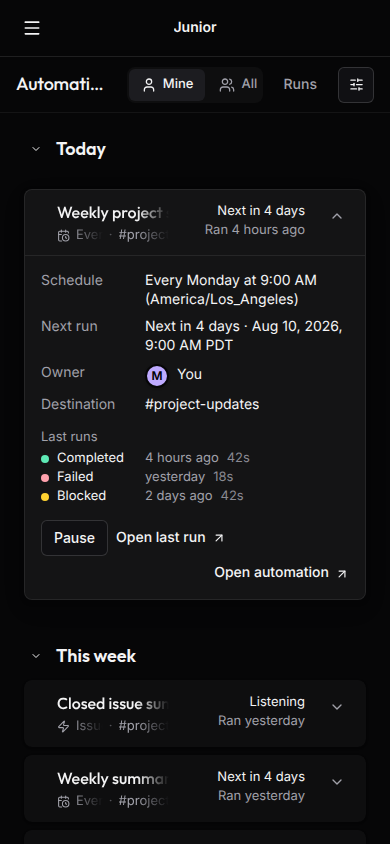 Junior
Automati...
Mine
All
Runs
Today
Weekly project
Next in 4 days
Ever · #projec
Ran 4 hours ago
Schedule
Every Monday at 9:00 AM
(America/Los_Angeles)
Next run
Next in 4 days · Aug 10, 2026,
9:00 AM PDT
Owner
M You
Destination
#project-updates
Last runs
Completed 4 hours ago 42s
Failed yesterday 18s
Blocked 2 days ago 42s
Pause
Open last run
Open automation
This week
Closed issue sum
Listening
Issu · #projec
Ran yesterday
Weekly summar
Next in 4 days
Ever · #projec
Ran yesterday